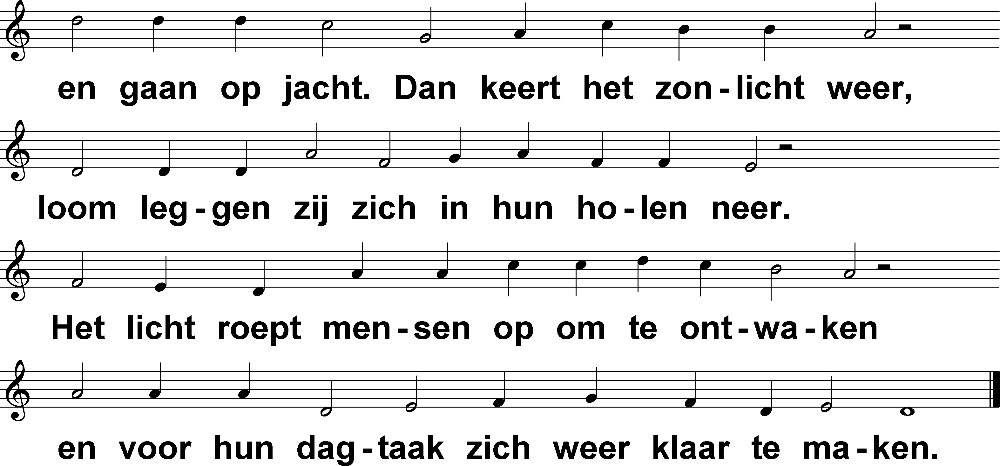 en gaan op jacht. Dan keert het zon-licht weer,
loom leg-gen zij zich in hun ho-len neer.
Het licht roept men-sen op om te ont-wa-ken
en voor hun dag-taak zich weer klaar te ma-ken.